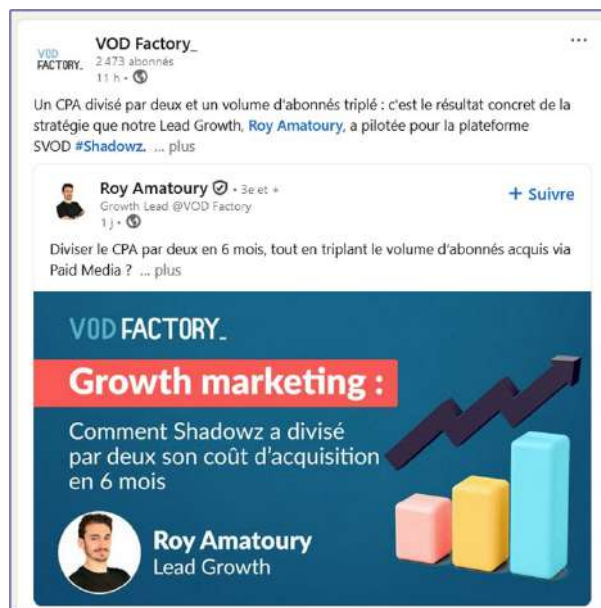 VOD
FACTORY_
VOD Factory_
2 473 abonnés
11 h •
Un CPA divisé par deux et un volume d'abonnés triplé : c'est le résultat concret de la
stratégie que notre Lead Growth, Roy Amatoury, a pilotée pour la plateforme
SVOD #Shadowz. ... plus
Roy Amatoury • 3e et +
Growth Lead @VOD Factory
1 j •
+ Suivre
Diviser le CPA par deux en 6 mois, tout en triplant le volume d'abonnés acquis via
Paid Media ? ... plus
VOD FACTORY_
Growth marketing :
Comment Shadowz a divisé
par deux son coût d'acquisition
en 6 mois
Roy Amatoury
Lead Growth